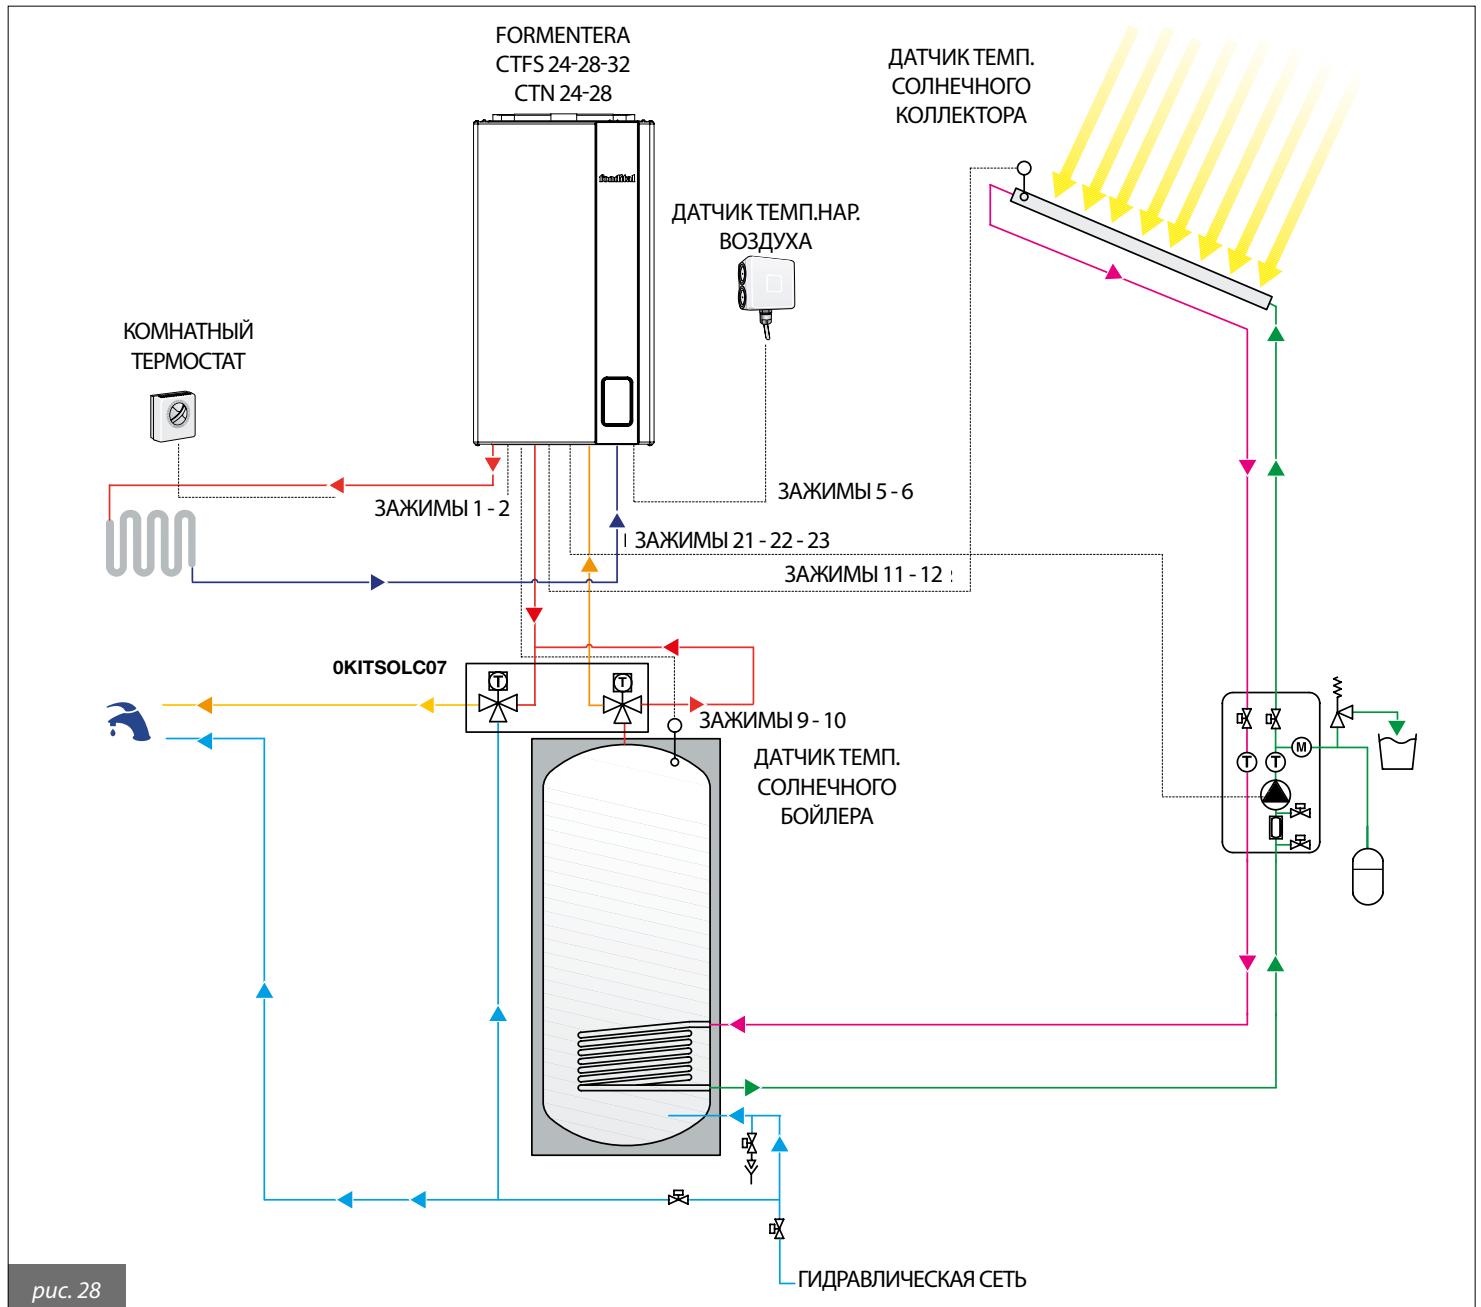 FORMENTERA
CTFS 24-28-32
CTN 24-28
ДАТЧИК ТЕМП.
СОЛНЕЧНОГО
КОЛЛЕКТОРА
fondital
ДАТЧИК ТЕМП.НАР.
ВОЗДУХА
КОМНАТНЫЙ
ТЕРМОСТАТ
ЗАЖИМЫ 5 - 6
ЗАЖИМЫ 1 - 2
ЗАЖИМЫ 21 - 22 - 23
ЗАЖИМЫ 11 - 12
0KITSOLC07
T
T
ЗАЖИМЫ 9 - 10
ДАТЧИК ТЕМП.
СОЛНЕЧНОГО
БОЙЛЕРА
M
T
T
ГИДРАВЛИЧЕСКАЯ СЕТЬ
рис. 28